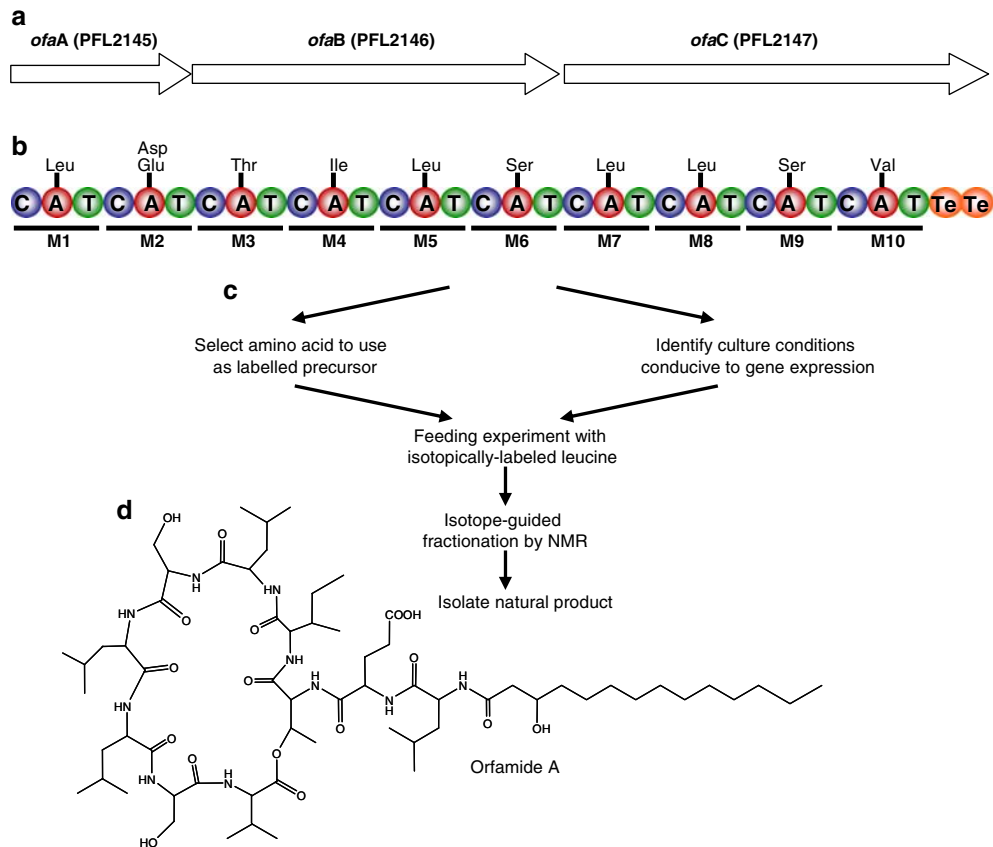 a
ofaA (PFL2145) ofaB (PFL2146) ofaC (PFL2147)
b
Leu Asp Glu Thr Ile Leu Ser Leu Leu Ser Val
C A T C A T C A T C A T C A T C A T C A T C A T C A T C A T Te Te
M1 M2 M3 M4 M5 M6 M7 M8 M9 M10
c
Select amino acid to use
as labelled precursor
Identify culture conditions
conducive to gene expression
Feeding experiment with
isotopically-labeled leucine
Isotope-guided
fractionation by NMR
Isolate natural product
d
OH
O
N
H
O
NH
HN
O
O
COOH
O
NH
O
O
H
N
O
N
H
O
H
N
O
OH
HN
O
O
HN
O
H
N
O
O
HO
Orfamide A